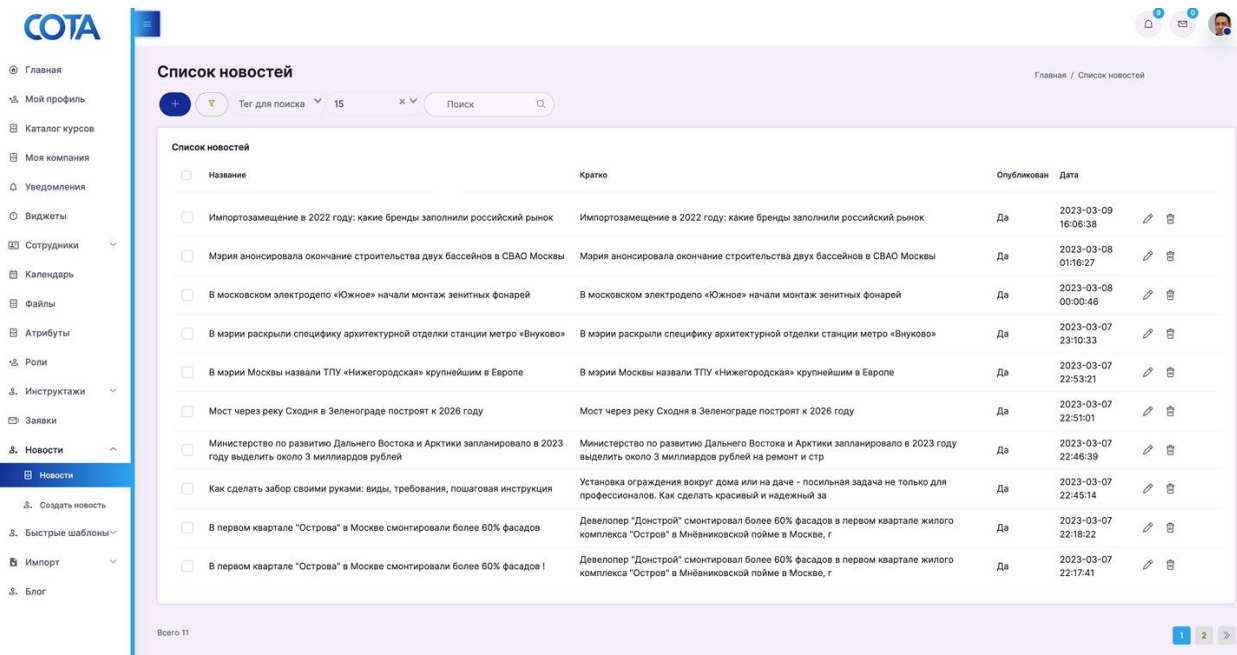 СОТА
9
0
Главная
Мой профиль
Каталог курсов
Моя компания
Уведомления
Виджеты
Сотрудники
Календарь
Файлы
Атрибуты
Роли
Инструктажи
Заявки
Новости
Новости
Создать новость
Быстрые шаблоны
Импорт
Блог
Список новостей
Главная / Список новостей
Тег для поиска
15
Поиск
Список новостей
Название Кратко Опубликован Дата
Импортозамещение в 2022 году: какие бренды заполнили российский рынок Импортозамещение в 2022 году: какие бренды заполнили российский рынок Да 2023-03-09
16:06:38
Мэрия анонсировала окончание строительства двух бассейнов в СВАО Москвы Мэрия анонсировала окончание строительства двух бассейнов в СВАО Москвы Да 2023-03-08
01:16:27
В московском электродепо «Южное» начали монтаж зенитных фонарей В московском электродепо «Южное» начали монтаж зенитных фонарей Да 2023-03-08
00:00:46
В мэрии раскрыли специфику архитектурной отделки станции метро «Внуково» В мэрии раскрыли специфику архитектурной отделки станции метро «Внуково» Да 2023-03-07
23:10:33
В мэрии Москвы назвали ТПУ «Нижегородская» крупнейшим в Европе В мэрии Москвы назвали ТПУ «Нижегородская» крупнейшим в Европе Да 2023-03-07
22:53:21
Мост через реку Сходня в Зеленограде построят к 2026 году Мост через реку Сходня в Зеленограде построят к 2026 году Да 2023-03-07
22:51:01
Министерство по развитию Дальнего Востока и Арктики запланировало в 2023 Министерство по развитию Дальнего Востока и Арктики запланировало в 2023 году Да 2023-03-07
году выделить около 3 миллиардов рублей выделить около 3 миллиардов рублей на ремонт и стр 22:46:39
Как сделать забор своими руками: виды, требования, пошаговая инструкция Установка ограждения вокруг дома или на даче - посильная задача не только для Да 2023-03-07
профессионалов. Как сделать красивый и надежный за 22:45:14
В первом квартале "Острова" в Москве смонтировали более 60% фасадов Девелопер "Донстрой" смонтировал более 60% фасадов в первом квартале жилого Да 2023-03-07
комплекса "Остров" в Мнёвниковской пойме в Москве, г 22:18:22
В первом квартале "Острова" в Москве смонтировали более 60% фасадов ! Девелопер "Донстрой" смонтировал более 60% фасадов в первом квартале жилого Да 2023-03-07
комплекса "Остров" в Мнёвниковской пойме в Москве, г 22:17:41
Всего 11
1 2